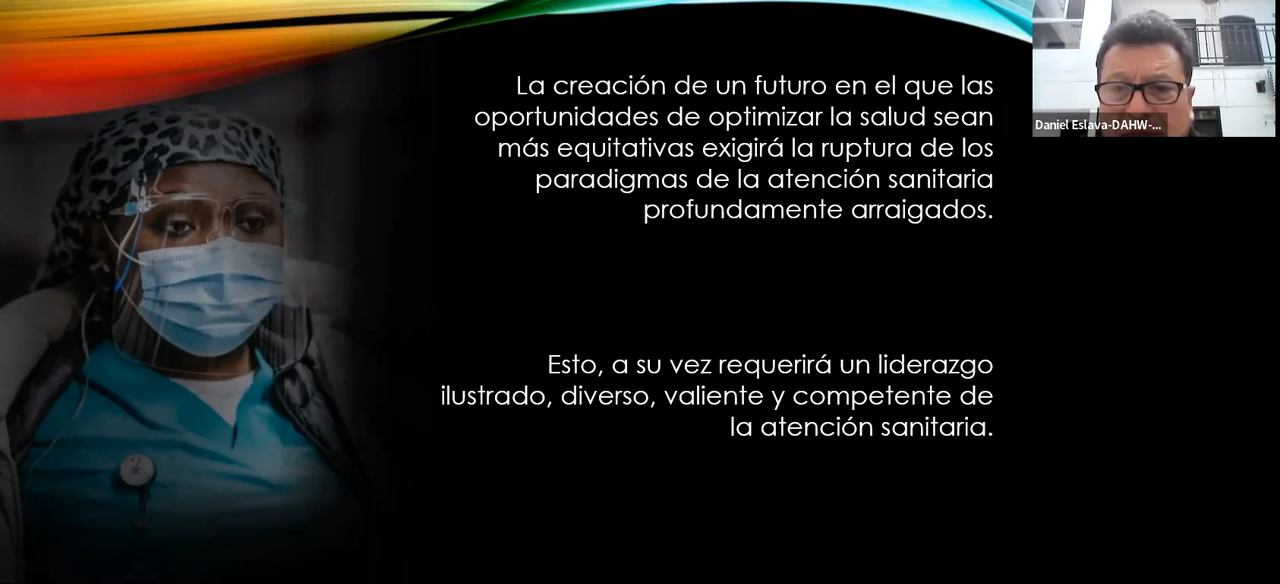 La creación de un futuro en el que las
oportunidades de optimizar la salud sean
más equitativas exigirá la ruptura de los
paradigmas de la atención sanitaria
profundamente arraigados.
Daniel Eslava-DAHW-...
Esto, a su vez requerirá un liderazgo
ilustrado, diverso, valiente y competente de
la atención sanitaria.